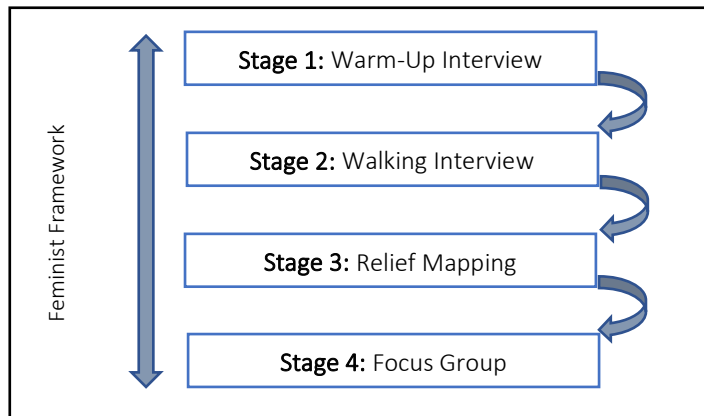 Feminist Framework
Stage 1: Warm-Up Interview
Stage 2: Walking Interview
Stage 3: Relief Mapping
Stage 4: Focus Group